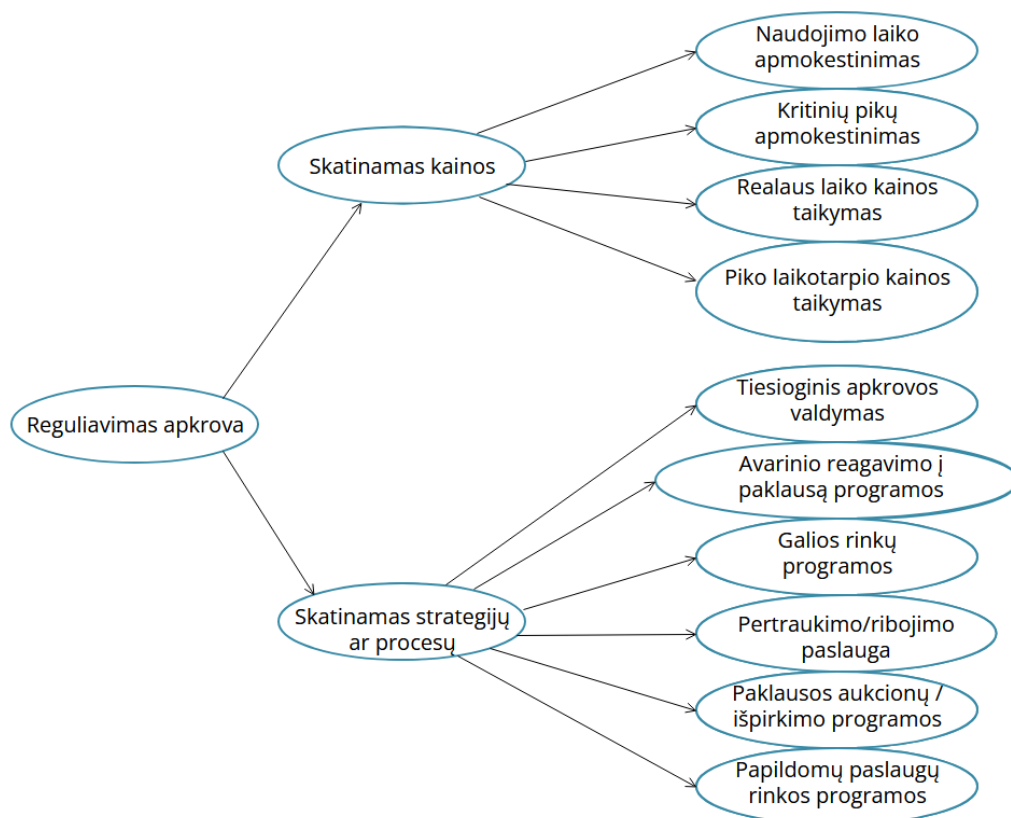 Naudojimo laiko
apmokestinimas
Kritinių pikų
apmokestinimas
Skatinamas kainos
Realaus laiko kainos
taikymas
Piko laikotarpio kainos
taikymas
Reguliavimas apkrova
Tiesioginis apkrovos
valdymas
Avarinio reagavimo į
paklausą programos
Galios rinkų
programos
Skatinamas strategijų
ar procesų
Pertraukimo/ribojimo
paslauga
Paklausos aukcionų /
išpirkimo programos
Papildomų paslaugų
rinkos programos